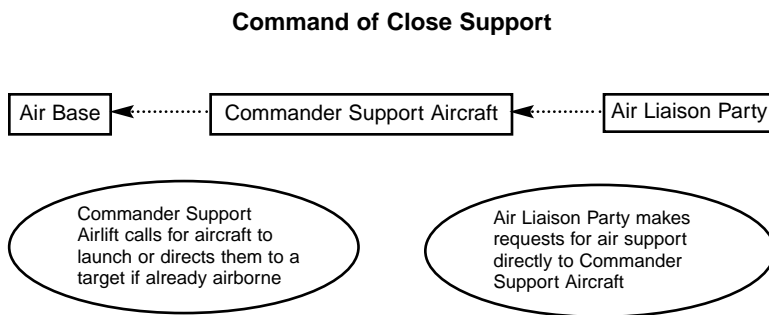 Command of Close Support
Air Base
Commander Support Aircraft
Air Liaison Party
Commander Support
Airlift calls for aircraft to
launch or directs them to a
target if already airborne
Air Liaison Party makes
requests for air support
directly to Commander
Support Aircraft